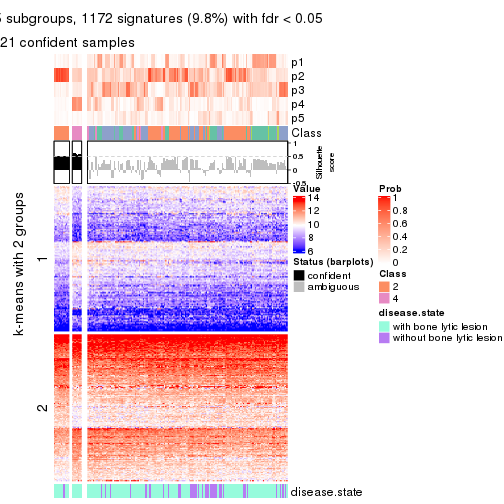 5 subgroups, 1172 signatures (9.8%) with fdr < 0.05
21 confident samples
p1
p2
p3
p4
p5
Class
1
0.5
0
-0.5
Silhouette
score
k-means with 2 groups
1
2
disease.state
Value
14
12
10
8
6
Status (barplots)
confident
ambiguous
Prob
1
0.8
0.6
0.4
0.2
0
Class
2
4
disease.state
with bone lytic lesion
without bone lytic lesion